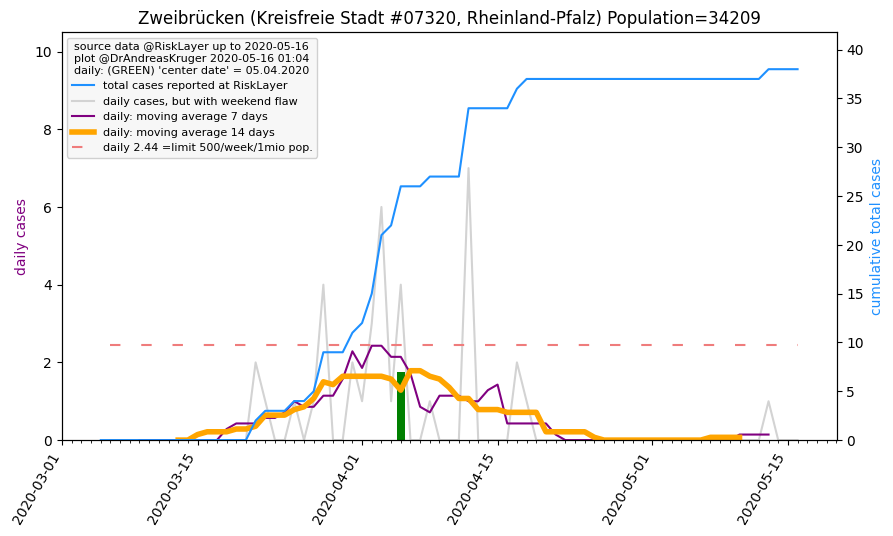 Zweibrücken (Kreisfreie Stadt #07320, Rheinland-Pfalz) Population=34209
source data @RiskLayer up to 2020-05-16
plot @DrAndreasKruger 2020-05-16 01:04
daily: (GREEN) 'center date' = 05.04.2020
total cases reported at RiskLayer
daily cases, but with weekend flaw
daily: moving average 7 days
daily: moving average 14 days
daily 2.44 =limit 500/week/1mio pop.
daily cases
10
8
6
4
2
0
cumulative total cases
40
35
30
25
20
15
10
5
0
2020-03-01
2020-03-15
2020-04-01
2020-04-15
2020-05-01
2020-05-15